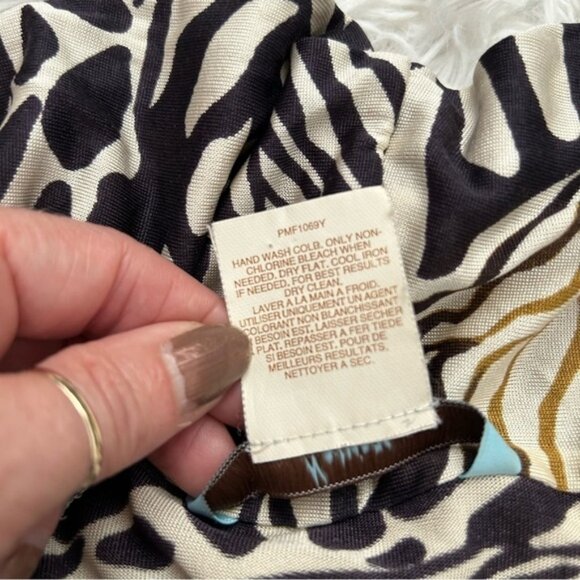 PMF1069Y
HAND WASH COLD. ONLY NON-
CHLORINE BLEACH WHEN
NEEDED. DRY FLAT. COOL IRON
IF NEEDED. FOR BEST RESULTS
DRY CLEAN.
LAVER A LA MAIN A FROID.
UTILISER UNIQUEMENT UN AGENT
COLORANT NON BLANCHISSANT
SI BESOIN EST. LAISSER SECHER
PLAT. REPASSER A FER TIEDE
SI BESOIN EST. POUR DE
MEILLEURS RESULTATS,
NETTOYER A SEC.